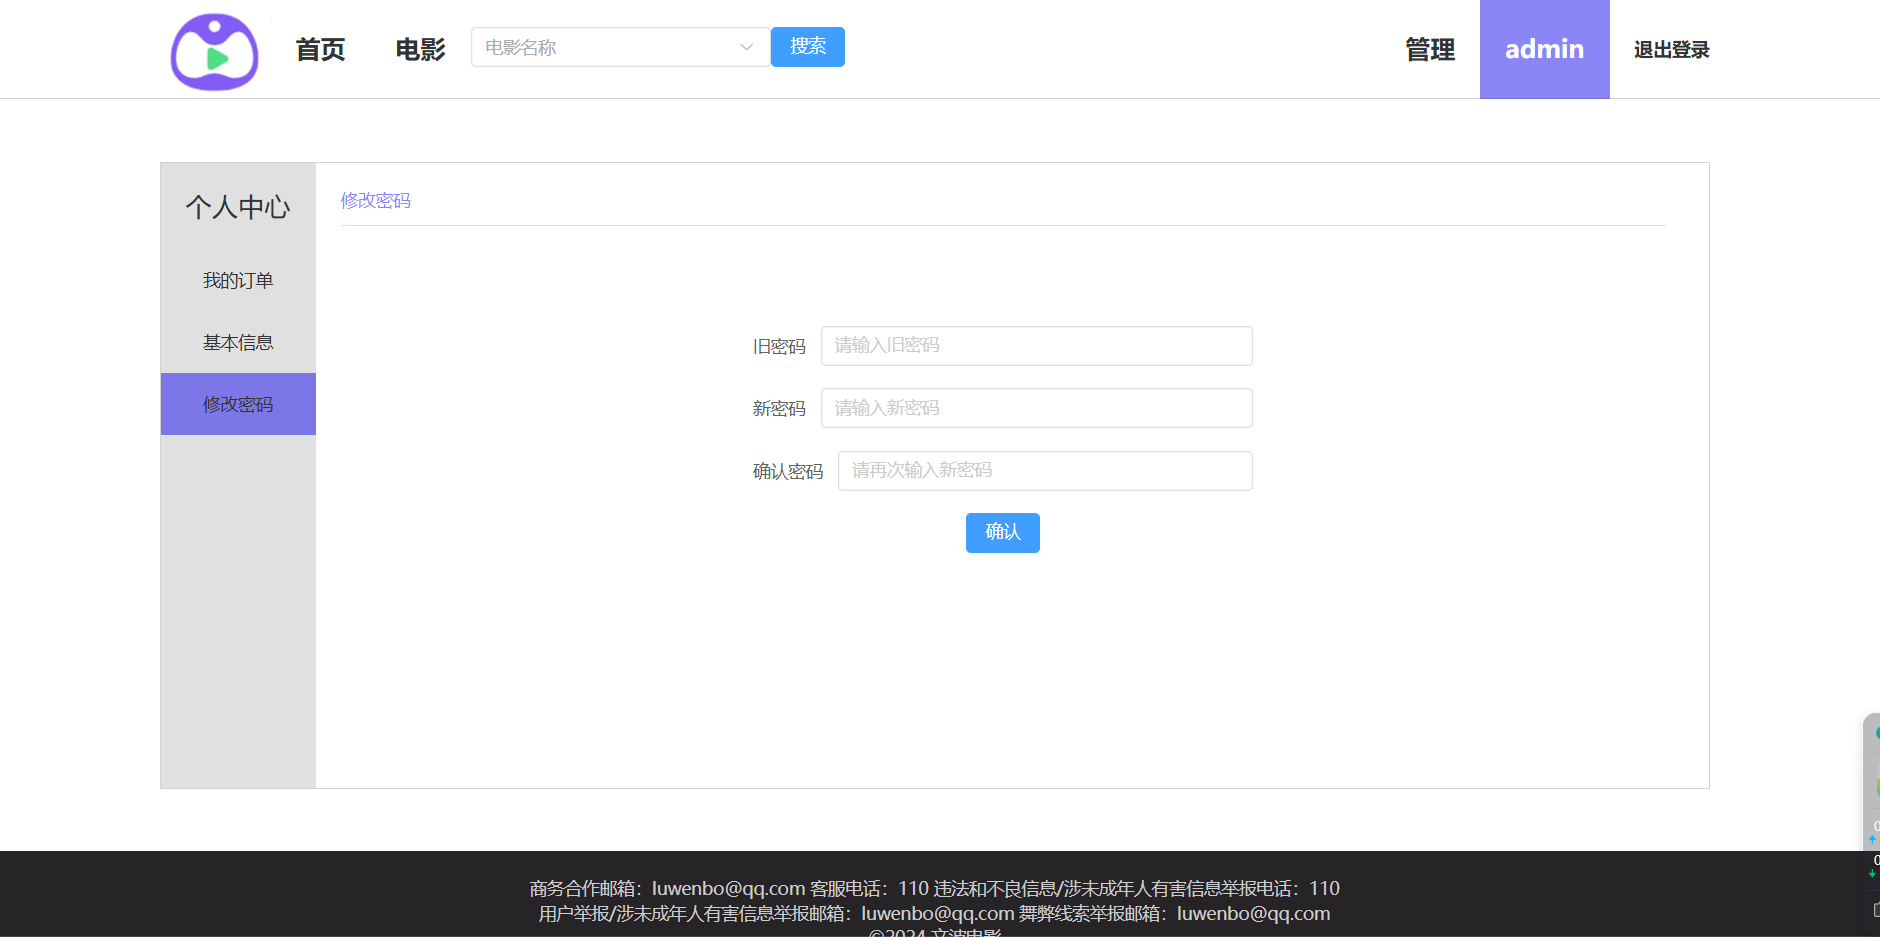 首页 电影 电影名称 搜索 管理 admin 退出登录
个人中心
修改密码
我的订单
基本信息
修改密码
旧密码 请输入旧密码
新密码 请输入新密码
确认密码 请再次输入新密码
确认
商务合作邮箱：luwenbo@qq.com 客服电话：110 违法和不良信息/涉未成年人有害信息举报电话：110
用户举报/涉未成年人有害信息举报邮箱：luwenbo@qq.com 舞弊线索举报邮箱：luwenbo@qq.com
©2024 文波电影